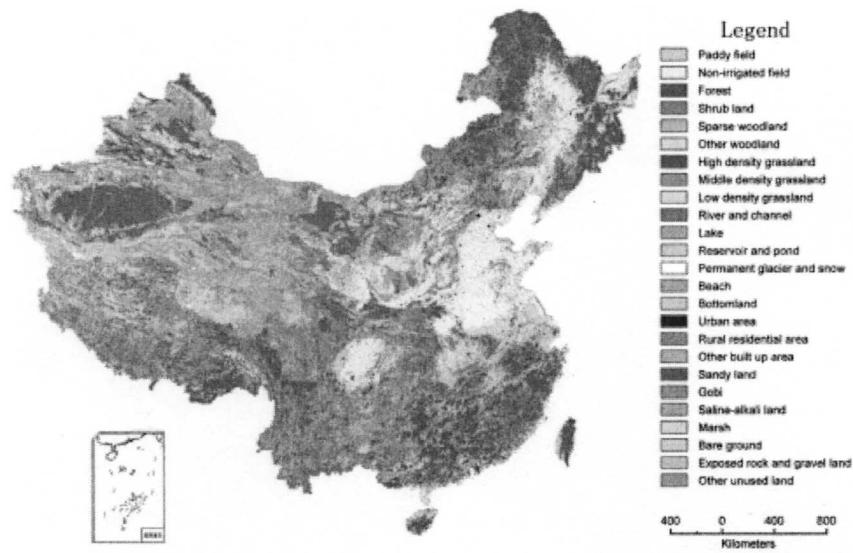 Legend
Paddy field
Non-irrigated field
Forest
Shrub land
Sparse woodland
Other woodland
High density grassland
Middle density grassland
Low density grassland
River and channel
Lake
Reservoir and pond
Permanent glacier and snow
Beach
Bottomland
Urban area
Rural residential area
Other built up area
Sandy land
Gobi
Saline-alkali land
Marsh
Bare ground
Exposed rock and gravel land
Other unused land
400 0 400 800
Kilometers